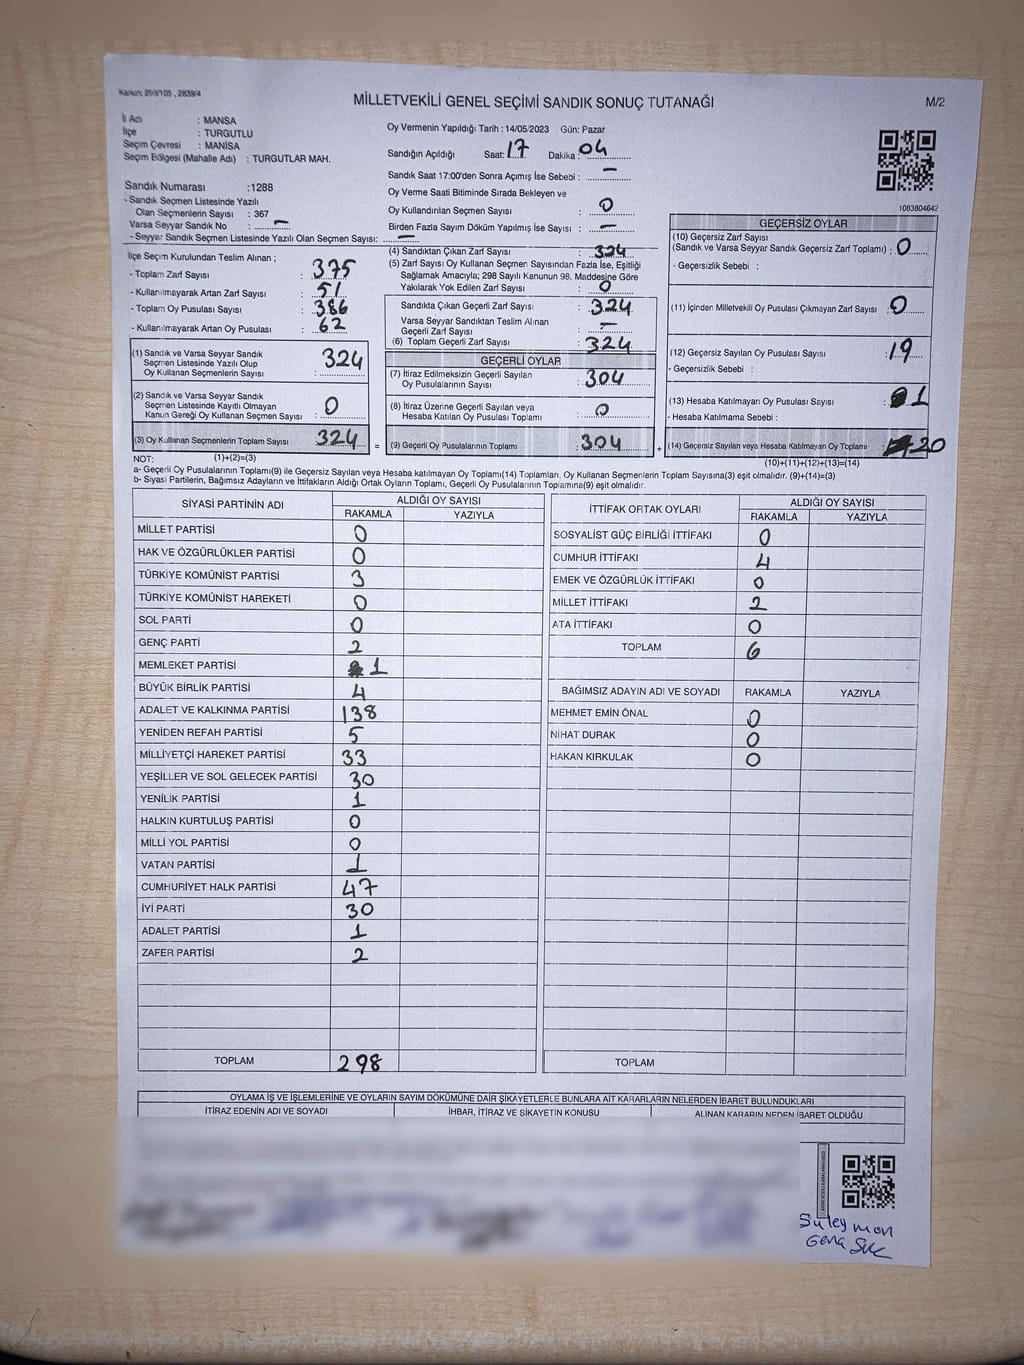 Kanun: 298/105 , 2839/4
MİLLETVEKİLİ GENEL SEÇİMİ SANDIK SONUÇ TUTANAĞI
M/2
İl Adı : MANSA
İlçe : TURGUTLU
Seçim Çevresi : MANİSA
Seçim Bölgesi (Mahalle Adı) : TURGUTLAR MAH.
Oy Vermenin Yapıldığı Tarih : 14/05/2023 Gün: Pazar
Sandığın Açıldığı Saat: 17 Dakika: 04
Sandık Saat 17:00'den Sonra Açımış İse Sebebi : –
Oy Verme Saati Bitiminde Sırada Bekleyen ve
Oy Kullandırılan Seçmen Sayısı : 0
Birden Fazla Sayım Döküm Yapılmış İse Sayısı : –
1083804642
Sandık Numarası :1288
- Sandık Seçmen Listesinde Yazılı
Olan Seçmenlerin Sayısı : 367
Varsa Seyyar Sandık No : –
- Seyyar Sandık Seçmen Listesinde Yazılı Olan Seçmen Sayısı: –
İlçe Seçim Kurulundan Teslim Alınan ;
- Toplam Zarf Sayısı : 375
- Kullanılmayarak Artan Zarf Sayısı : 51
- Toplam Oy Pusulası Sayısı : 386
- Kullanılmayarak Artan Oy Pusulası : 62
(1) Sandık ve Varsa Seyyar Sandık
Seçmen Listesinde Yazılı Olup
Oy Kullanan Seçmenlerin Sayısı : 324
(2) Sandık ve Varsa Seyyar Sandık
Seçmen Listesinde Kayıtlı Olmayan
Kanun Gereği Oy Kullanan Seçmen Sayısı : 0
(3) Oy Kullanan Seçmenlerin Toplam Sayısı : 324 =
(4) Sandıktan Çıkan Zarf Sayısı : 324
(5) Zarf Sayısı Oy Kullanan Seçmen Sayısından Fazla İse, Eşitliği
Sağlamak Amacıyla; 298 Sayılı Kanunun 98. Maddesine Göre
Yakılarak Yok Edilen Zarf Sayısı : 0
Sandıkta Çıkan Geçerli Zarf Sayısı : 324
Varsa Seyyar Sandıktan Teslim Alınan
Geçerli Zarf Sayısı : –
(6) Toplam Geçerli Zarf Sayısı : 324
GEÇERLİ OYLAR
(7) İtiraz Edilmeksizin Geçerli Sayılan
Oy Pusulalarının Sayısı : 304
(8) İtiraz Üzerine Geçerli Sayılan veya
Hesaba Katılan Oy Pusulası Toplamı : 0
(9) Geçerli Oy Pusulalarının Toplamı : 304 +
GEÇERSİZ OYLAR
(10) Geçersiz Zarf Sayısı
(Sandık ve Varsa Seyyar Sandık Geçersiz Zarf Toplamı) : 0
- Geçersizlik Sebebi :
(11) İçinden Milletvekili Oy Pusulası Çıkmayan Zarf Sayısı : 0
(12) Geçersiz Sayılan Oy Pusulası Sayısı : 19
- Geçersizlik Sebebi :
(13) Hesaba Katılmayan Oy Pusulası Sayısı : 1
- Hesaba Katılmama Sebebi :
(14) Geçersiz Sayılan veya Hesaba Katılmayan Oy Toplamı : 20
NOT: (1)+(2)=(3)
(10)+(11)+(12)+(13)=(14)
a- Geçerli Oy Pusulalarının Toplamı(9) ile Geçersiz Sayılan veya Hesaba katılmayan Oy Toplamı(14) Toplamları, Oy Kullanan Seçmenlerin Toplam Sayısına(3) eşit olmalıdır. (9)+(14)=(3)
b- Siyasi Partilerin, Bağımsız Adayların ve İttifakların Aldığı Ortak Oyların Toplamı, Geçerli Oy Pusulalarının Toplamına(9) eşit olmalıdır.
SİYASİ PARTİNİN ADI ALDIĞI OY SAYISI
RAKAMLA YAZIYLA
MİLLET PARTİSİ 0
HAK VE ÖZGÜRLÜKLER PARTİSİ 0
TÜRKİYE KOMÜNİST PARTİSİ 3
TÜRKİYE KOMÜNİST HAREKETİ 0
SOL PARTİ 0
GENÇ PARTİ 2
MEMLEKET PARTİSİ 1
BÜYÜK BİRLİK PARTİSİ 4
ADALET VE KALKINMA PARTİSİ 138
YENİDEN REFAH PARTİSİ 5
MİLLİYETÇİ HAREKET PARTİSİ 33
YEŞİLLER VE SOL GELECEK PARTİSİ 30
YENİLİK PARTİSİ 1
HALKIN KURTULUŞ PARTİSİ 0
MİLLİ YOL PARTİSİ 0
VATAN PARTİSİ 1
CUMHURİYET HALK PARTİSİ 47
İYİ PARTİ 30
ADALET PARTİSİ 1
ZAFER PARTİSİ 2
TOPLAM 298
İTTİFAK ORTAK OYLARI ALDIĞI OY SAYISI
RAKAMLA YAZIYLA
SOSYALİST GÜÇ BİRLİĞİ İTTİFAKI 0
CUMHUR İTTİFAKI 4
EMEK VE ÖZGÜRLÜK İTTİFAKI 0
MİLLET İTTİFAKI 2
ATA İTTİFAKI 0
TOPLAM 6
BAĞIMSIZ ADAYIN ADI VE SOYADI RAKAMLA YAZIYLA
MEHMET EMİN ÖNAL 0
NİHAT DURAK 0
HAKAN KIRKULAK 0
TOPLAM
OYLAMA İŞ VE İŞLEMLERİNE VE OYLARIN SAYIM DÖKÜMÜNE DAİR ŞİKAYETLERLE BUNLARA AİT KARARLARIN NELERDEN İBARET BULUNDUKLARI
İTİRAZ EDENİN ADI VE SOYADI İHBAR, İTİRAZ VE ŞİKAYETİN KONUSU ALINAN KARARIN NEDEN İBARET OLDUĞU
Süleyman